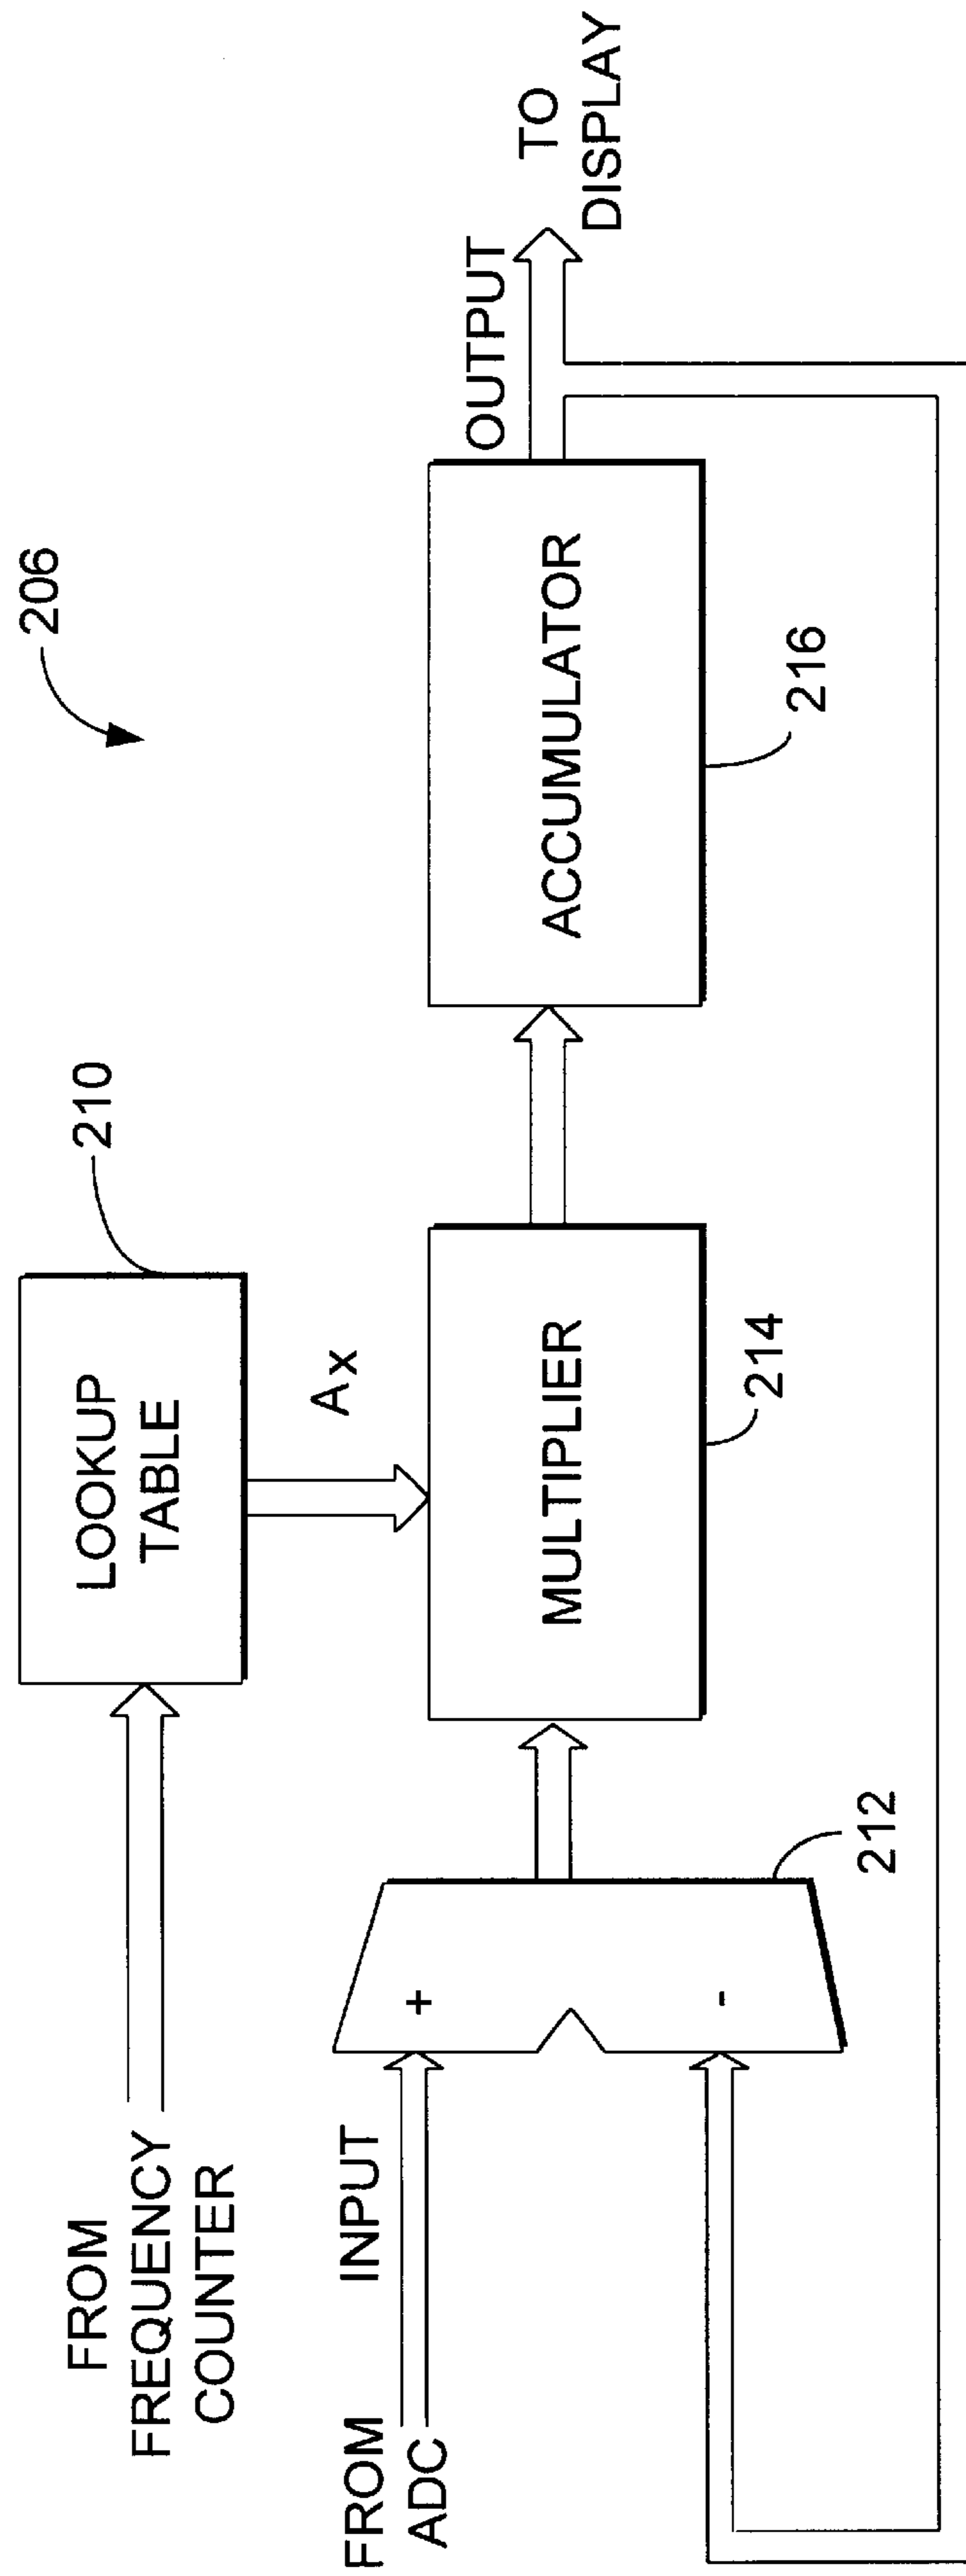 206
LOOKUP
TABLE
210
FROM
FREQUENCY
COUNTER
Ax
FROM
ADC
INPUT
+
-
212
MULTIPLIER
214
ACCUMULATOR
216
OUTPUT
TO
DISPLAY